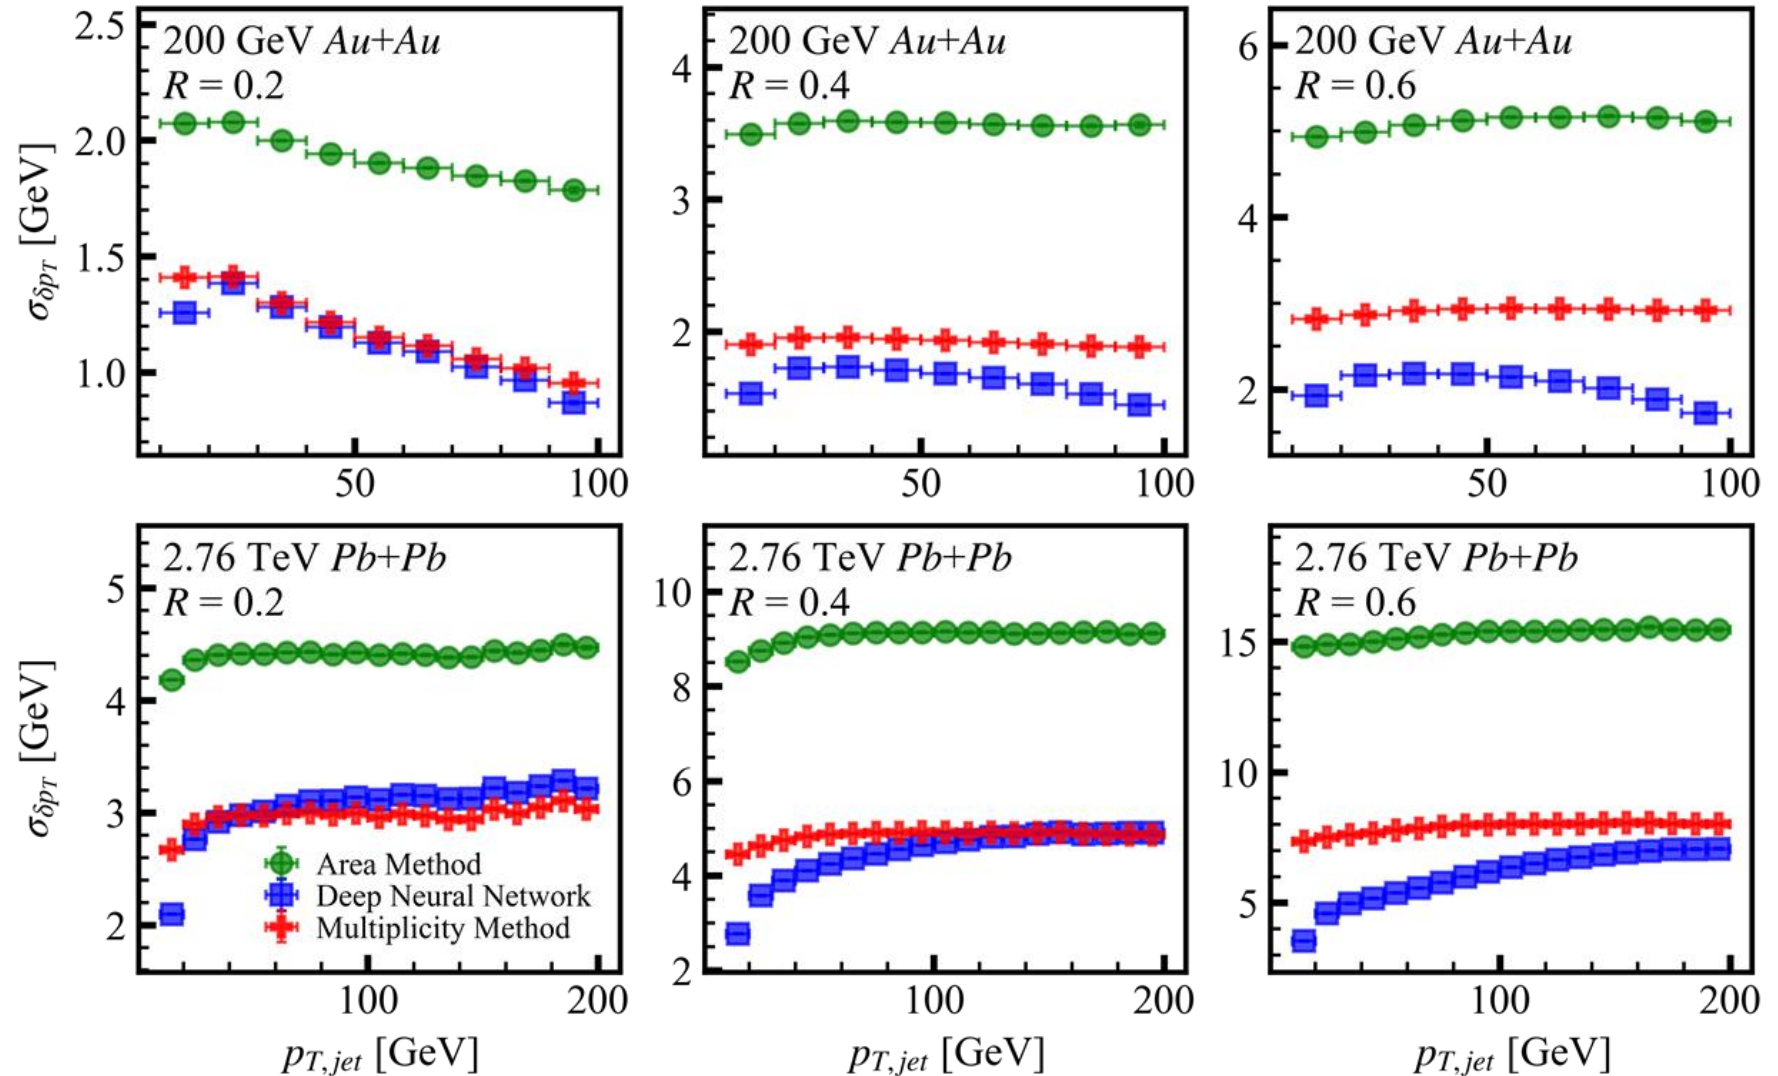 200 GeV Au+Au
R = 0.2
2.5
2.0
1.5
1.0
σδpT [GeV]
50
100
200 GeV Au+Au
R = 0.4
4
3
2
50
100
200 GeV Au+Au
R = 0.6
6
4
2
50
100
2.76 TeV Pb+Pb
R = 0.2
5
4
3
2
σδpT [GeV]
Area Method
Deep Neural Network
Multiplicity Method
100
200
pT,jet [GeV]
2.76 TeV Pb+Pb
R = 0.4
10
8
6
4
2
100
200
pT,jet [GeV]
2.76 TeV Pb+Pb
R = 0.6
15
10
5
100
200
pT,jet [GeV]